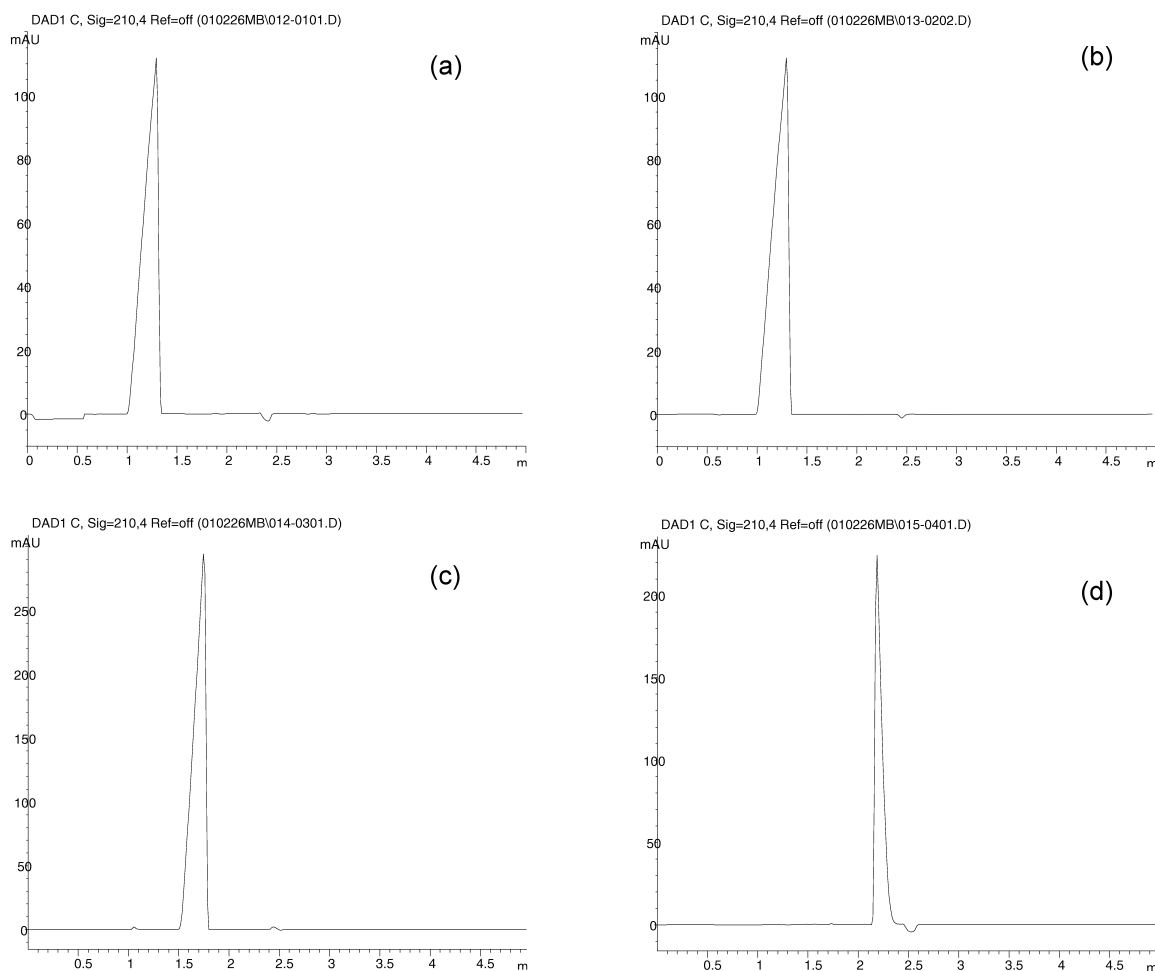 DAD1 C, Sig=210,4 Ref=off (010226MB\012-0101.D)
mAU
(a)
100
80
60
40
20
0
0 0.5 1 1.5 2 2.5 3 3.5 4 4.5 m
DAD1 C, Sig=210,4 Ref=off (010226MB\013-0202.D)
mAU
(b)
100
80
60
40
20
0
0 0.5 1 1.5 2 2.5 3 3.5 4 4.5 m
DAD1 C, Sig=210,4 Ref=off (010226MB\014-0301.D)
mAU
(c)
250
200
150
100
50
0
0.5 1 1.5 2 2.5 3 3.5 4 4.5 m
DAD1 C, Sig=210,4 Ref=off (010226MB\015-0401.D)
mAU
(d)
200
150
100
50
0
0.5 1 1.5 2 2.5 3 3.5 4 4.5 m